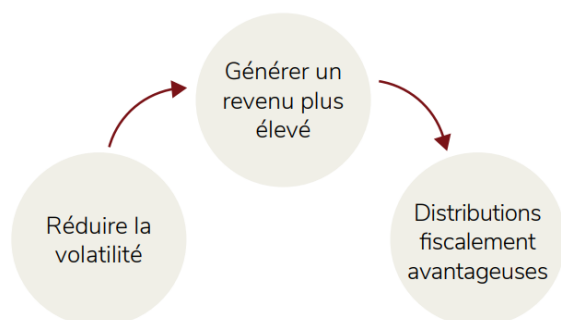 Réduire la
volatilité
Générer un
revenu plus
élevé
Distributions
fiscalement
avantageuses